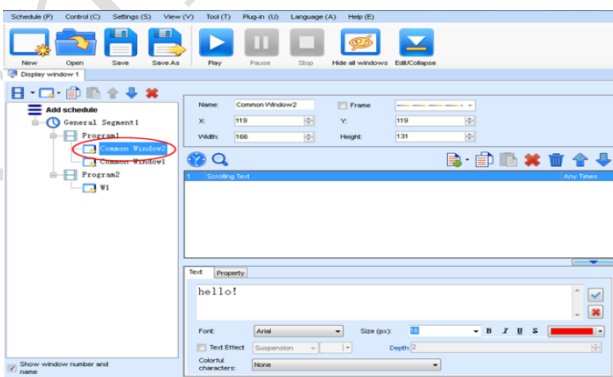 Schedule (P) Control (C) Settings (S) View (V) Tool (T) Plug-in (U) Language (A) Help (E)
New Open Save Save As Play Pause Stop Hide all windows Edit/Collapse
Display window 1
Add schedule
General Segment1
Program1
Common Window2
Common Window1
Program2
W1
Show window number and
name
Name: Common Window2 Frame
X: 119 Y: 119
Width: 166 Height: 131
1 Scrolling Text Any Times
Text Property
hello!
Font: Arial Size (px): B I U S
Text Effect Suspension Depth: 2
Colorful
characters: None